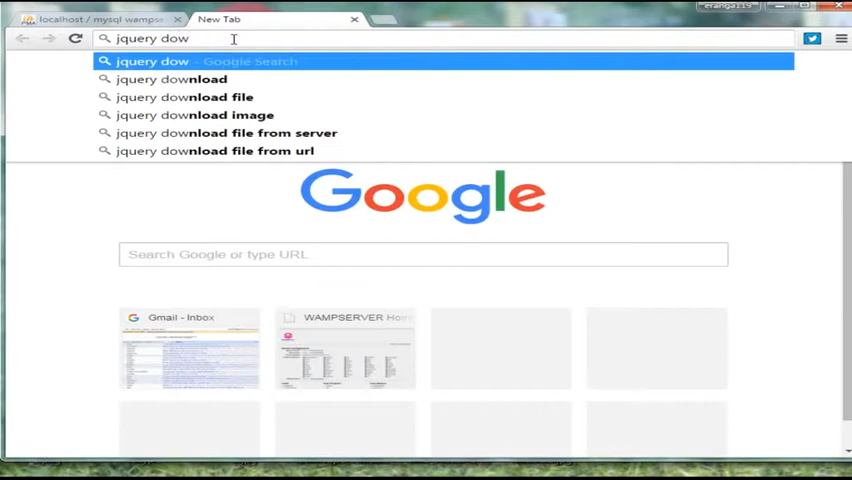 localhost / mysql wampse
New Tab
eranga119
jquery dow
jquery dow - Google Search
jquery download
jquery download file
jquery download image
jquery download file from server
jquery download file from url
Google
Search Google or type URL
Gmail - Inbox
WAMPSERVER Hom